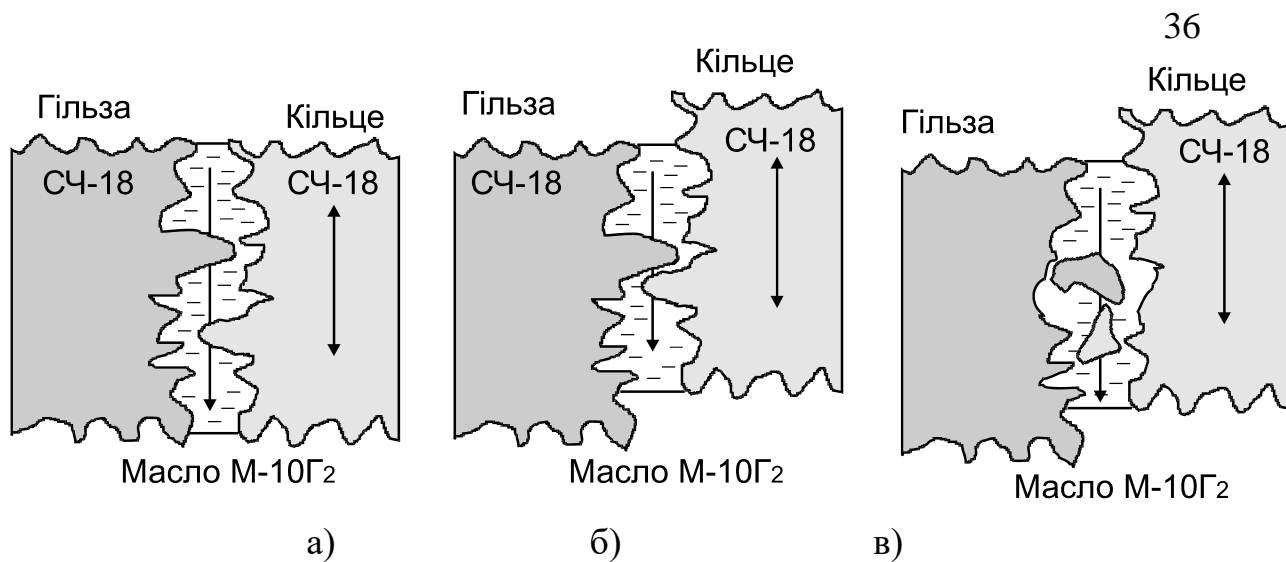 36
Гільза
Кільце
СЧ-18
СЧ-18
Масло М-10Г2
Гільза
Кільце
СЧ-18
СЧ-18
Масло М-10Г2
Гільза
Кільце
СЧ-18
Масло М-10Г2
а)
б)
в)